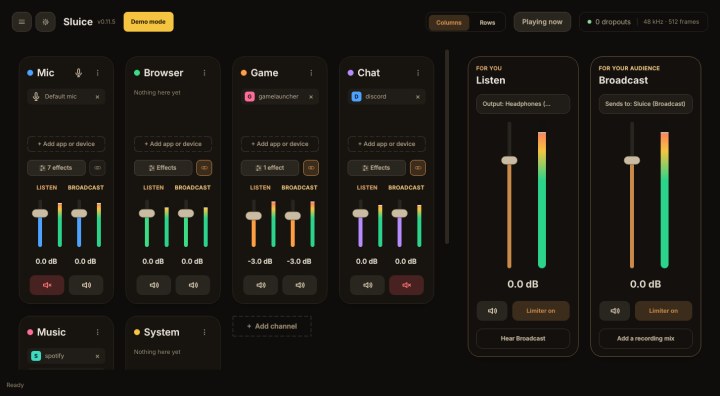 Sluice v0.11.5 Demo mode Columns Rows Playing now 0 dropouts 48 kHz · 512 frames
Mic
Default mic ×
+ Add app or device
7 effects
LISTEN BROADCAST
0.0 dB 0.0 dB
Browser
Nothing here yet
+ Add app or device
Effects
LISTEN BROADCAST
0.0 dB 0.0 dB
Game
G gamelauncher ×
+ Add app or device
1 effect
LISTEN BROADCAST
-3.0 dB -3.0 dB
Chat
D discord ×
+ Add app or device
Effects
LISTEN BROADCAST
0.0 dB 0.0 dB
Music
S spotify ×
System
Nothing here yet
+ Add channel
FOR YOU
Listen
Output: Headphones (...
0.0 dB
Limiter on
Hear Broadcast
FOR YOUR AUDIENCE
Broadcast
Sends to: Sluice (Broadcast)
0.0 dB
Limiter on
Add a recording mix
Ready